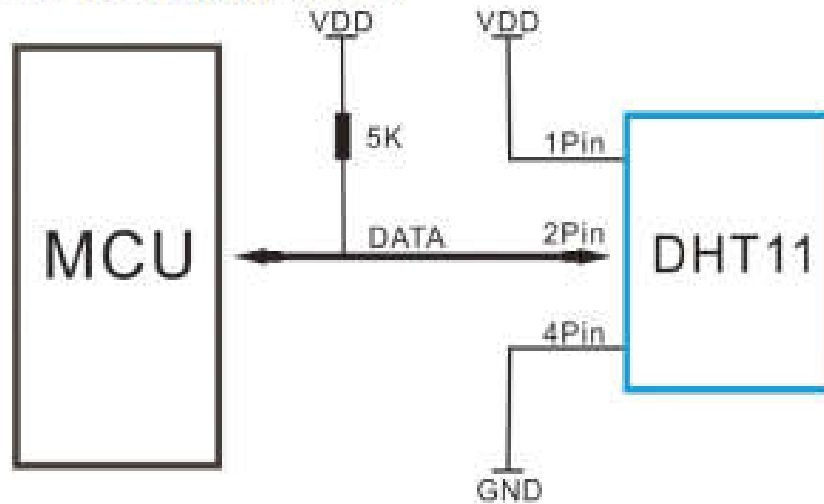 VDD VDD
5K
1Pin
MCU
DATA
2Pin
DHT11
4Pin
GND